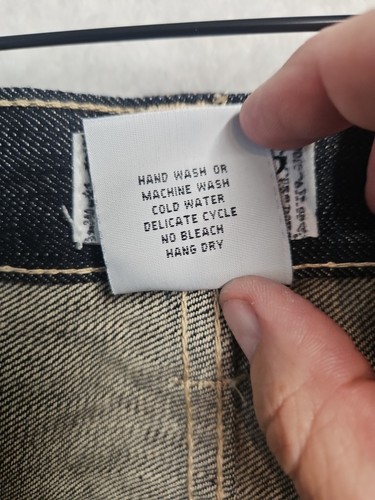 HAND WASH OR
MACHINE WASH
COLD WATER
DELICATE CYCLE
NO BLEACH
HANG DRY